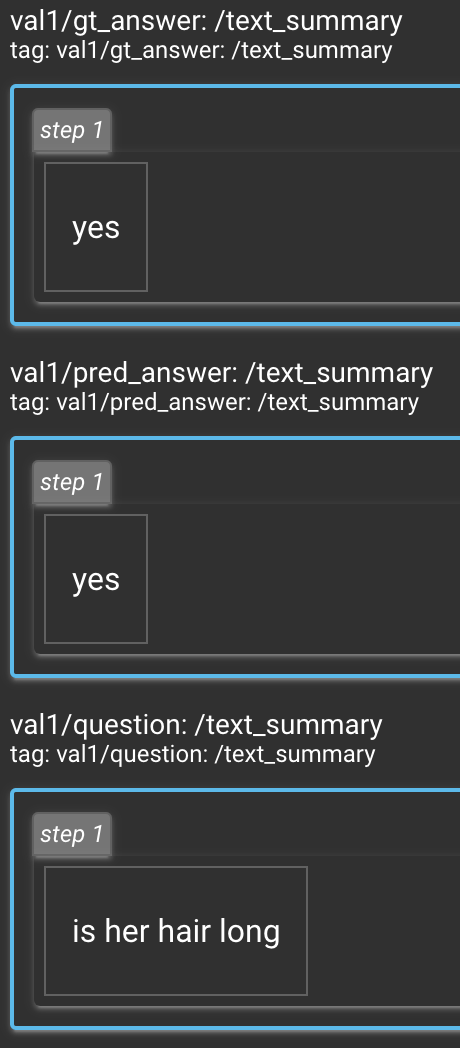 val1/gt_answer: /text_summary
tag: val1/gt_answer: /text_summary
step 1
yes
val1/pred_answer: /text_summary
tag: val1/pred_answer: /text_summary
step 1
yes
val1/question: /text_summary
tag: val1/question: /text_summary
step 1
is her hair long